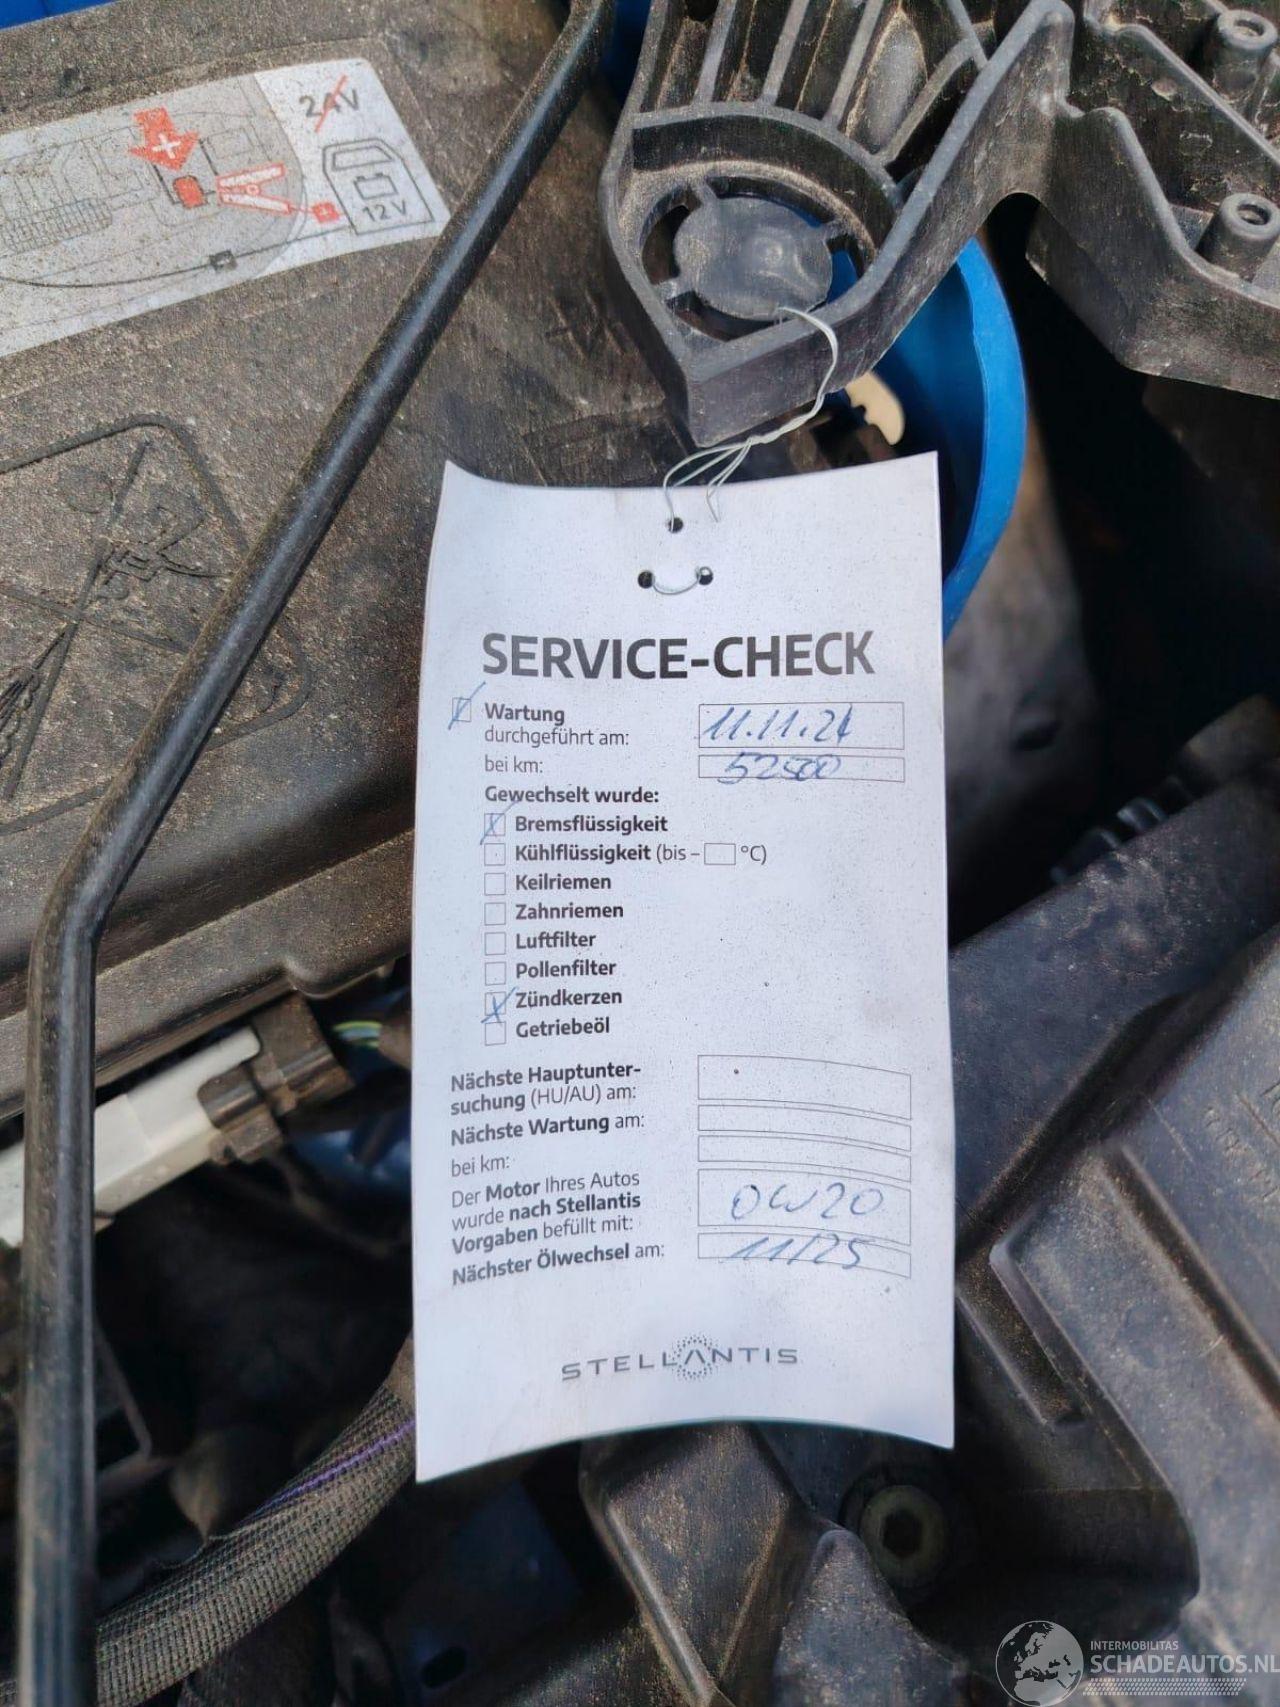 24V
12 V
SERVICE-CHECK
Wartung
durchgeführt am: 11.11.24
bei km: 52500
Gewechselt wurde:
Bremsflüssigkeit
Kühlflüssigkeit (bis – °C)
Keilriemen
Zahnriemen
Luftfilter
Pollenfilter
Zündkerzen
Getriebeöl
Nächste Hauptunter-
suchung (HU/AU) am:
Nächste Wartung am:
bei km:
Der Motor Ihres Autos
wurde nach Stellantis
Vorgaben befüllt mit: 0W20
Nächster Ölwechsel am: 11/25
STELLANTIS
INTERMOBILITAS
SCHADEAUTOS.NL